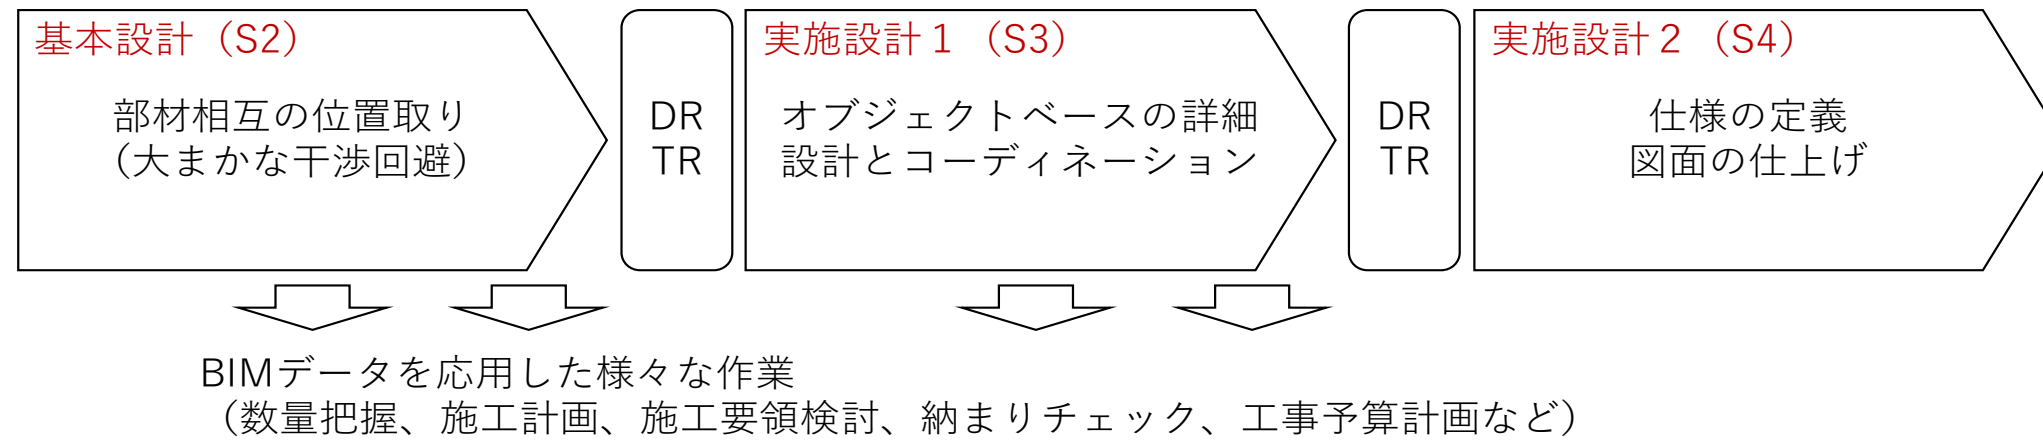 基本設計（S2）
部材相互の位置取り
（大まかな干渉回避）
DR
TR
実施設計１（S3）
オブジェクトベースの詳細
設計とコーディネーション
DR
TR
実施設計２（S4）
仕様の定義
図面の仕上げ
BIMデータを応用した様々な作業
（数量把握、施工計画、施工要領検討、納まりチェック、工事予算計画など）